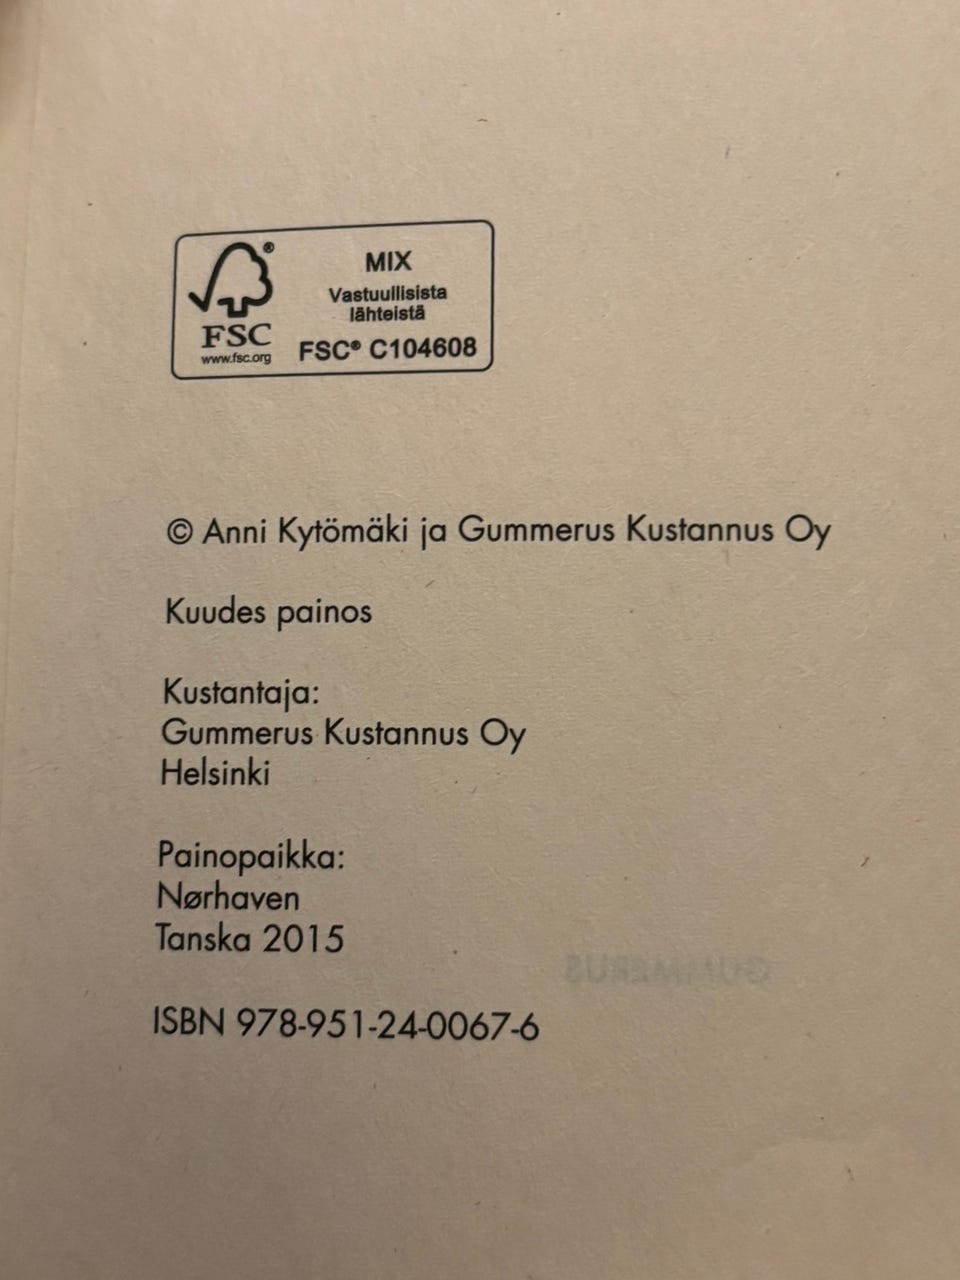 MIX
Vastuullisista
lähteistä
FSC® C104608
®
FSC
www.fsc.org
© Anni Kytömäki ja Gummerus Kustannus Oy
Kuudes painos
Kustantaja:
Gummerus Kustannus Oy
Helsinki
Painopaikka:
Nørhaven
Tanska 2015
GUMMERUS
ISBN 978-951-24-0067-6